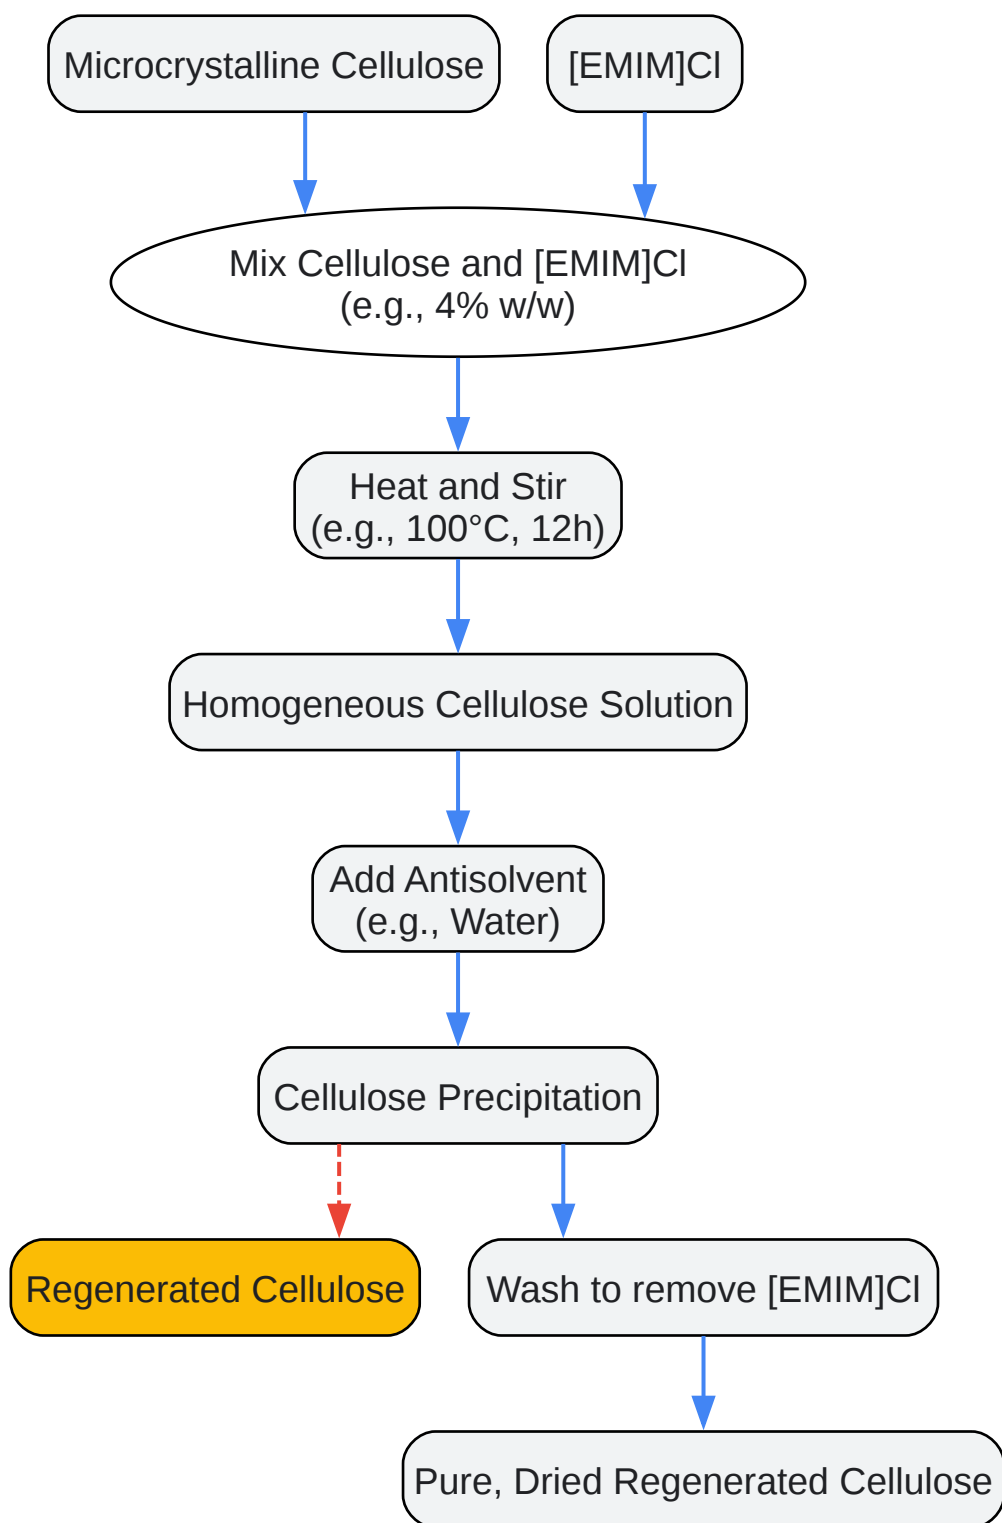 Microcrystalline Cellulose
[EMIM]Cl
Mix Cellulose and [EMIM]Cl
(e.g., 4% w/w)
Heat and Stir
(e.g., 100°C, 12h)
Homogeneous Cellulose Solution
Add Antisolvent
(e.g., Water)
Cellulose Precipitation
Regenerated Cellulose
Wash to remove [EMIM]Cl
Pure, Dried Regenerated Cellulose